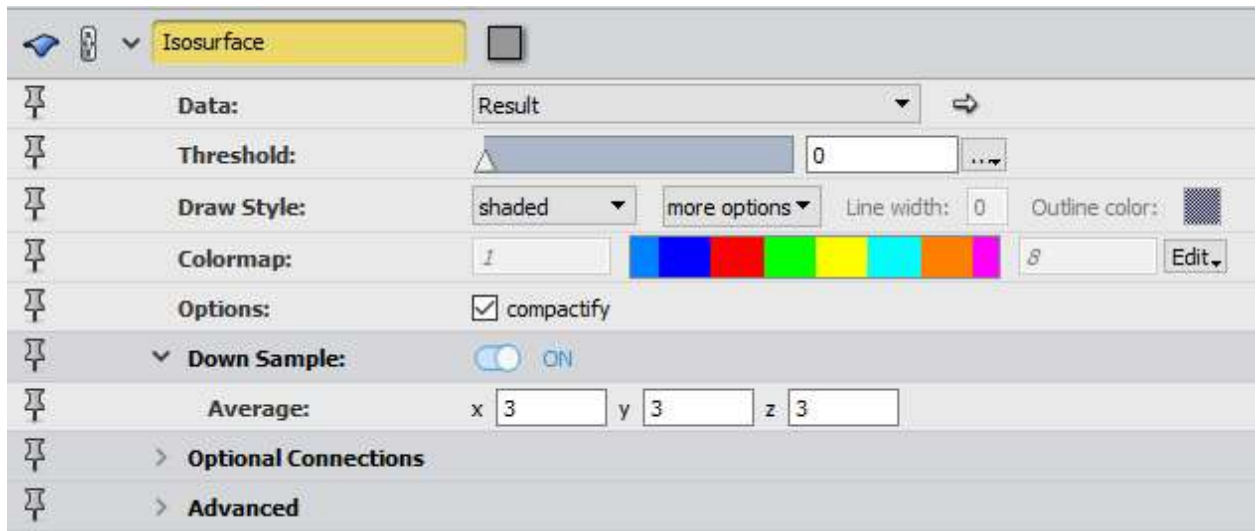 Isosurface
Data: Result
Threshold: 0 ...
Draw Style: shaded more options Line width: 0 Outline color:
Colormap: 1 8 Edit
Options: compactify
Down Sample: ON
Average: x 3 y 3 z 3
Optional Connections
Advanced